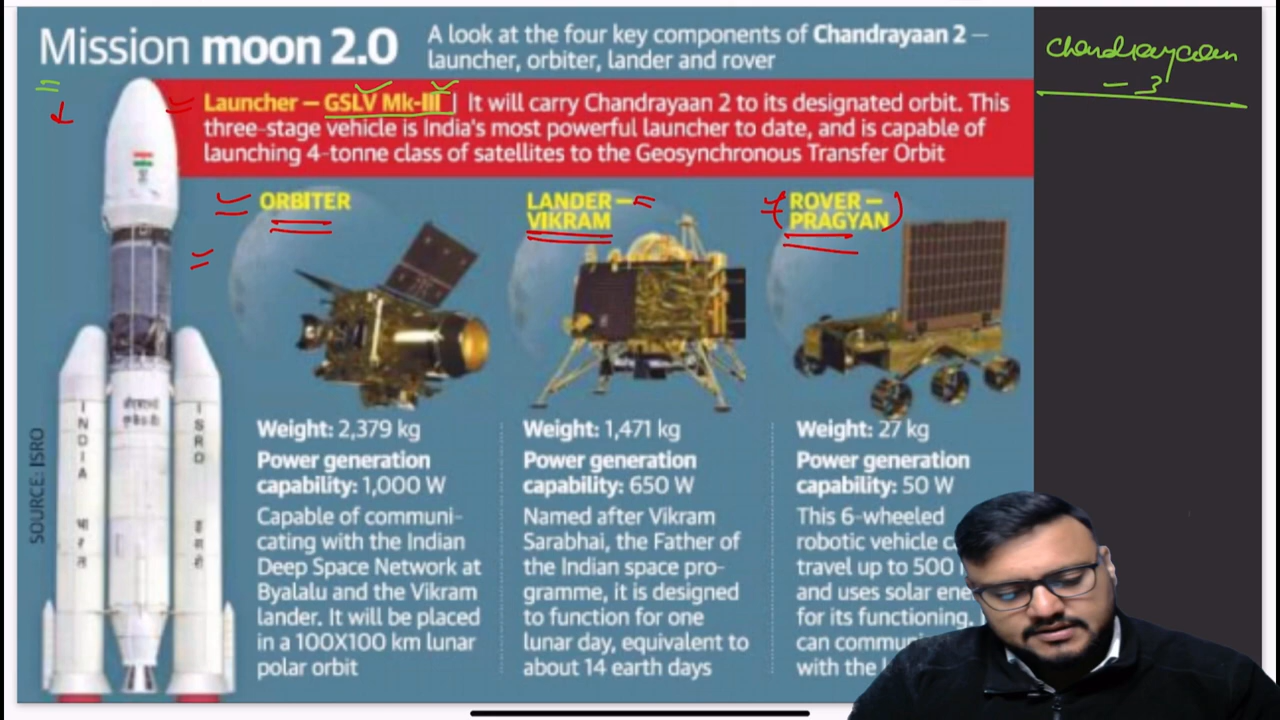 Mission moon 2.0
A look at the four key components of Chandrayaan 2 —
launcher, orbiter, lander and rover
Chandraycaan
- 3
Launcher – GSLV Mk-III | It will carry Chandrayaan 2 to its designated orbit. This
three-stage vehicle is India's most powerful launcher to date, and is capable of
launching 4-tonne class of satellites to the Geosynchronous Transfer Orbit
ORBITER
Weight: 2,379 kg
Power generation
capability: 1,000 W
Capable of communi-
cating with the Indian
Deep Space Network at
Byalalu and the Vikram
lander. It will be placed
in a 100X100 km lunar
polar orbit
LANDER —
VIKRAM
Weight: 1,471 kg
Power generation
capability: 650 W
Named after Vikram
Sarabhai, the Father of
the Indian space pro-
gramme, it is designed
to function for one
lunar day, equivalent to
about 14 earth days
ROVER —
PRAGYAN
Weight: 27 kg
Power generation
capability: 50 W
This 6-wheeled
robotic vehicle
travel up to 500
and uses solar
for its functioning.
can
with the
INDIA
भारत
ISRO
इसरो
SOURCE: ISRO